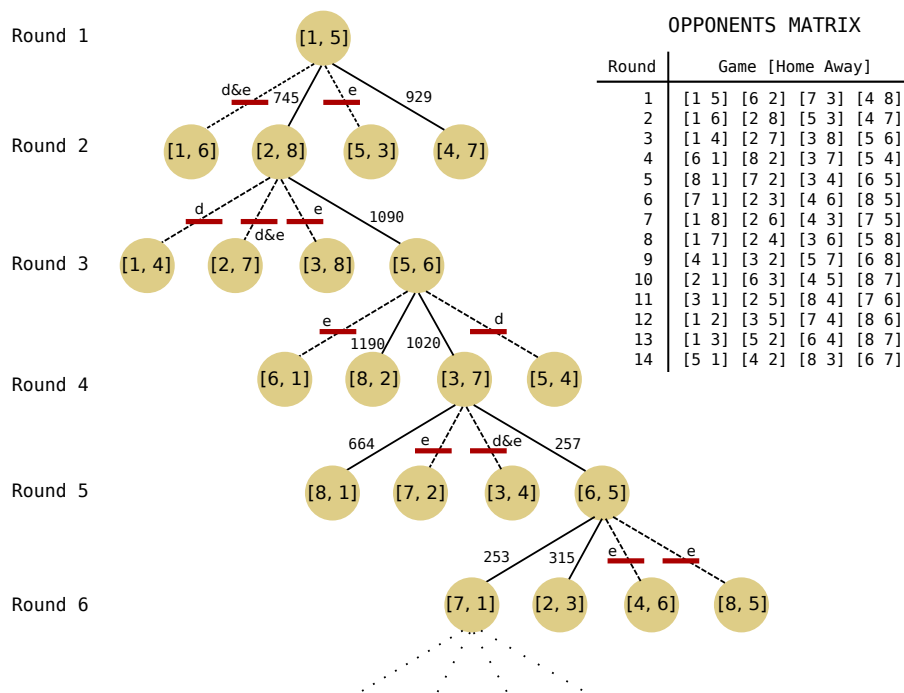 OPPONENTS MATRIX
Round Game [Home Away]
1 [1 5] [6 2] [7 3] [4 8]
2 [1 6] [2 8] [5 3] [4 7]
3 [1 4] [2 7] [3 8] [5 6]
4 [6 1] [8 2] [3 7] [5 4]
5 [8 1] [7 2] [3 4] [6 5]
6 [7 1] [2 3] [4 6] [8 5]
7 [1 8] [2 6] [4 3] [7 5]
8 [1 7] [2 4] [3 6] [5 8]
9 [4 1] [3 2] [5 7] [6 8]
10 [2 1] [6 3] [4 5] [8 7]
11 [3 1] [2 5] [8 4] [7 6]
12 [1 2] [3 5] [7 4] [8 6]
13 [1 3] [5 2] [6 4] [8 7]
14 [5 1] [4 2] [8 3] [6 7]
Round 1 [1, 5]
d&e 745 e 929
Round 2 [1, 6] [2, 8] [5, 3] [4, 7]
d d&e e 1090
Round 3 [1, 4] [2, 7] [3, 8] [5, 6]
e 1190 1020 d
Round 4 [6, 1] [8, 2] [3, 7] [5, 4]
664 e d&e 257
Round 5 [8, 1] [7, 2] [3, 4] [6, 5]
253 315 e e
Round 6 [7, 1] [2, 3] [4, 6] [8, 5]